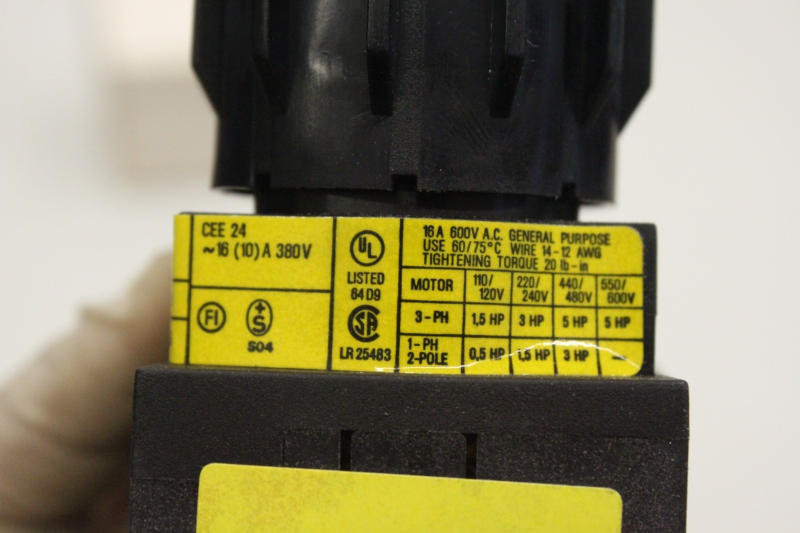 CEE 24
~16 (10) A 380V
FI
+S
S04
UL
LISTED
64D9
SA
LR 25483
16A 600V A.C. GENERAL PURPOSE
USE 60/75°C WIRE 14-12 AWG
TIGHTENING TORQUE 20 lb-in
MOTOR 110/120V 220/240V 440/480V 550/600V
3-PH 1,5 HP 3 HP 5 HP 5 HP
1-PH 2-POLE 0,5 HP 1,5 HP 3 HP -